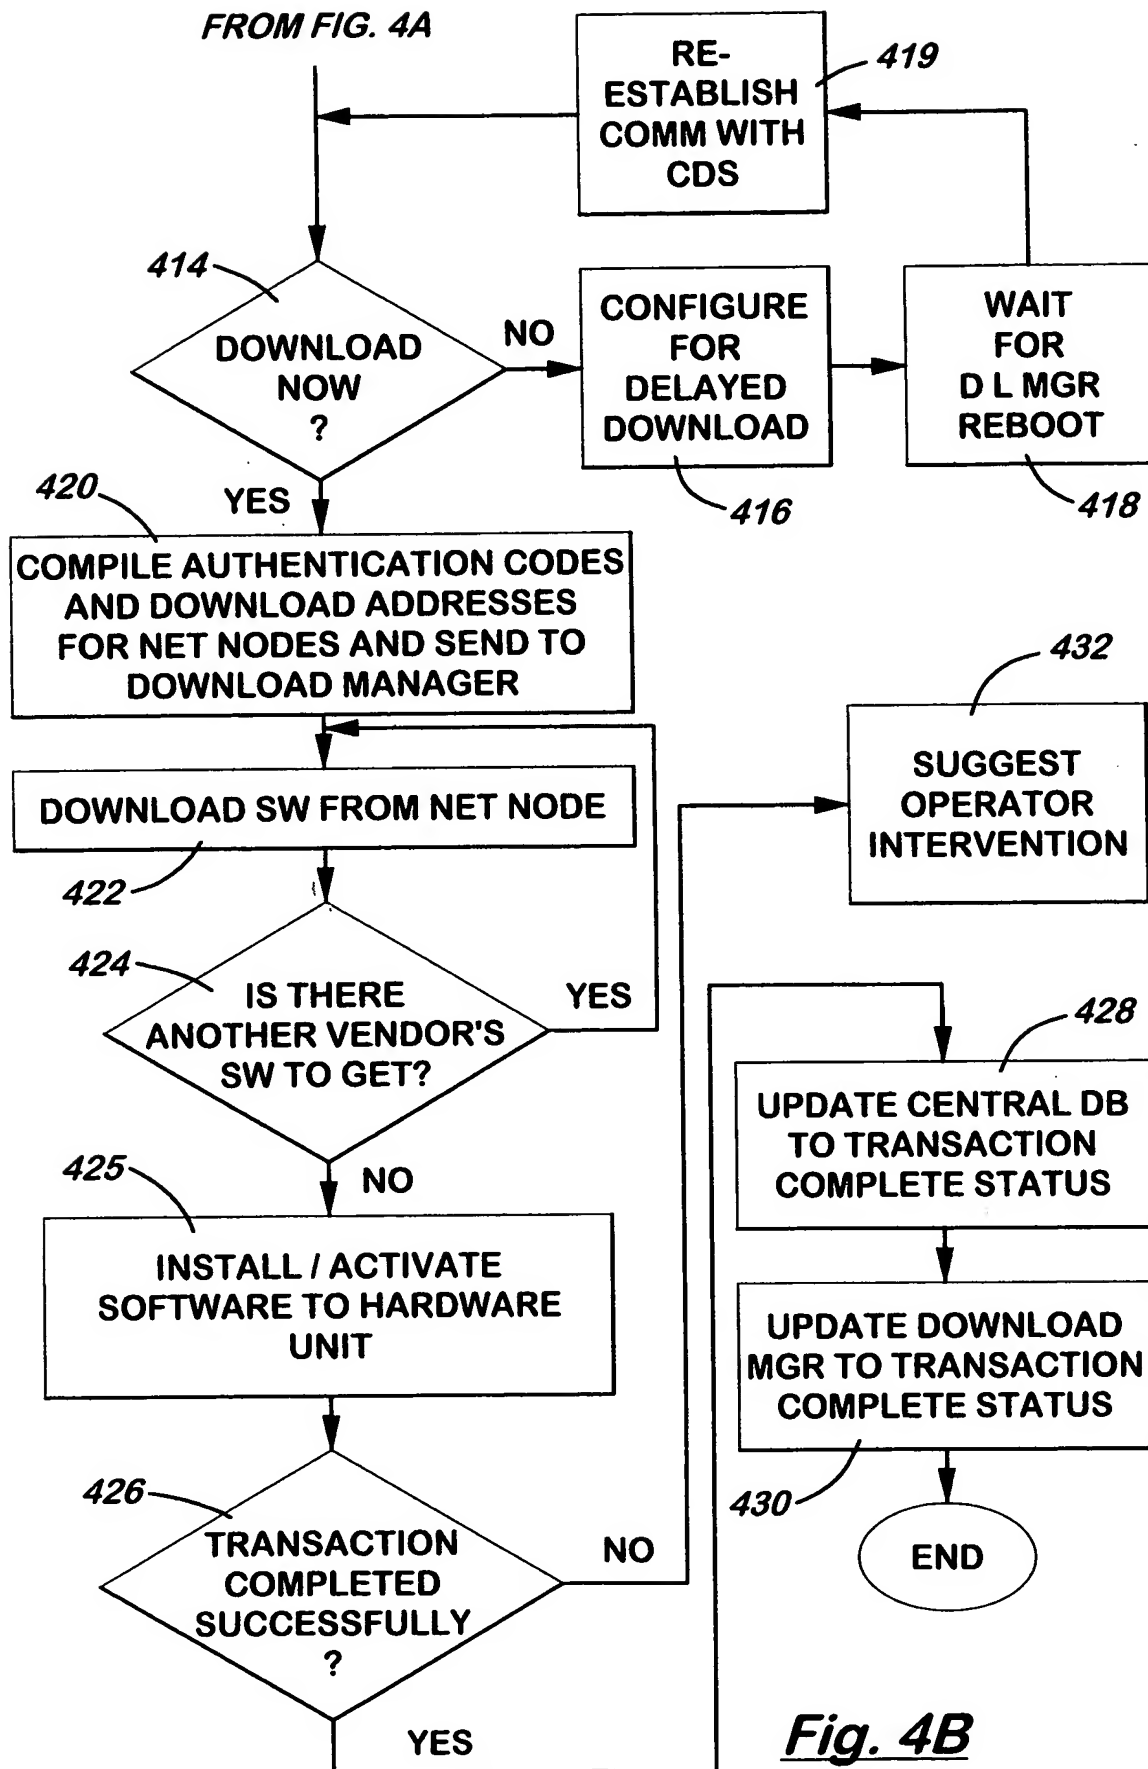 FROM FIG. 4A
RE-
ESTABLISH
COMM WITH
CDS
419
414
DOWNLOAD
NOW
?
NO
CONFIGURE
FOR
DELAYED
DOWNLOAD
416
WAIT
FOR
D L MGR
REBOOT
418
YES
420
COMPILE AUTHENTICATION CODES
AND DOWNLOAD ADDRESSES
FOR NET NODES AND SEND TO
DOWNLOAD MANAGER
432
SUGGEST
OPERATOR
INTERVENTION
DOWNLOAD SW FROM NET NODE
422
424
IS THERE
ANOTHER VENDOR'S
SW TO GET?
YES
NO
425
INSTALL / ACTIVATE
SOFTWARE TO HARDWARE
UNIT
428
UPDATE CENTRAL DB
TO TRANSACTION
COMPLETE STATUS
UPDATE DOWNLOAD
MGR TO TRANSACTION
COMPLETE STATUS
430
END
426
TRANSACTION
COMPLETED
SUCCESSFULLY
?
NO
YES
Fig. 4B